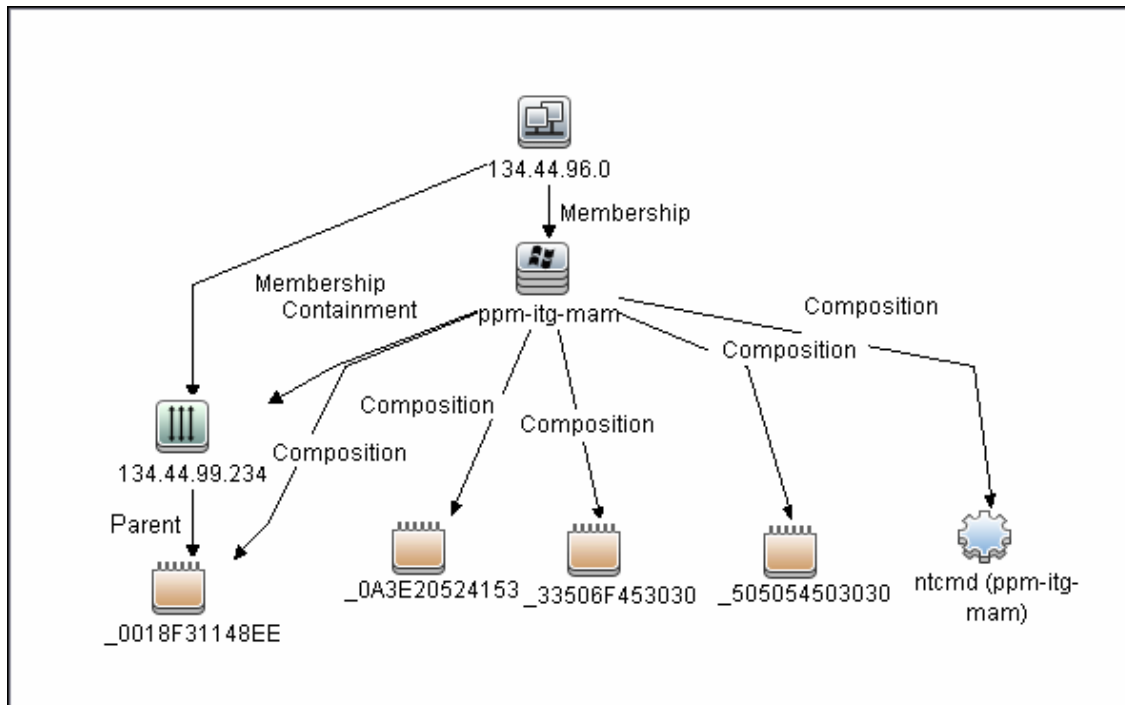 134.44.96.0
Membership
ppm-itg-mam
Membership
Containment
Composition
Composition
Composition
Composition
Composition
134.44.99.234
Parent
_0018F31148EE
_0A3E20524153
_33506F453030
_505054503030
ntcmd (ppm-itg-
mam)